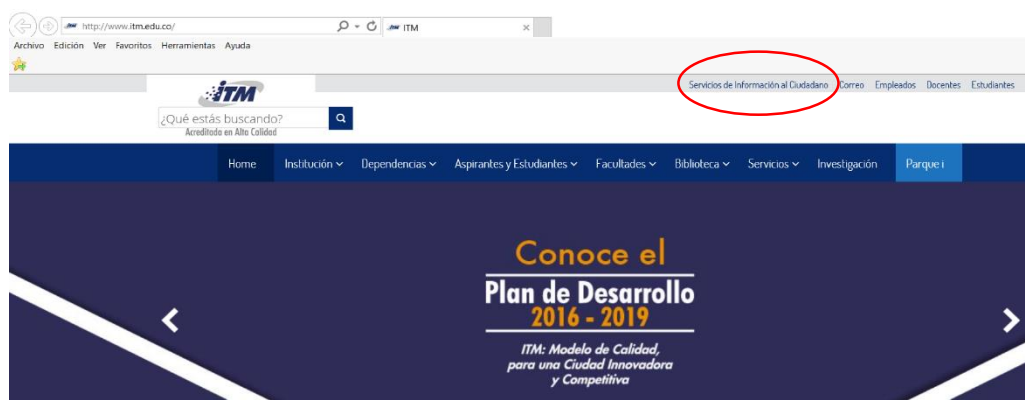 http://www.itm.edu.co/
ITM
Archivo Edición Ver Favoritos Herramientas Ayuda
Servicios de Información al Ciudadano Correo Empleados Docentes Estudiantes
iTM
¿Qué estás buscando?
Acreditada en Alta Calidad
Home Institución Dependencias Aspirantes y Estudiantes Facultades Biblioteca Servicios Investigación Parque i
Conoce el
Plan de Desarrollo
2016 - 2019
ITM: Modelo de Calidad,
para una Ciudad Innovadora
y Competitiva